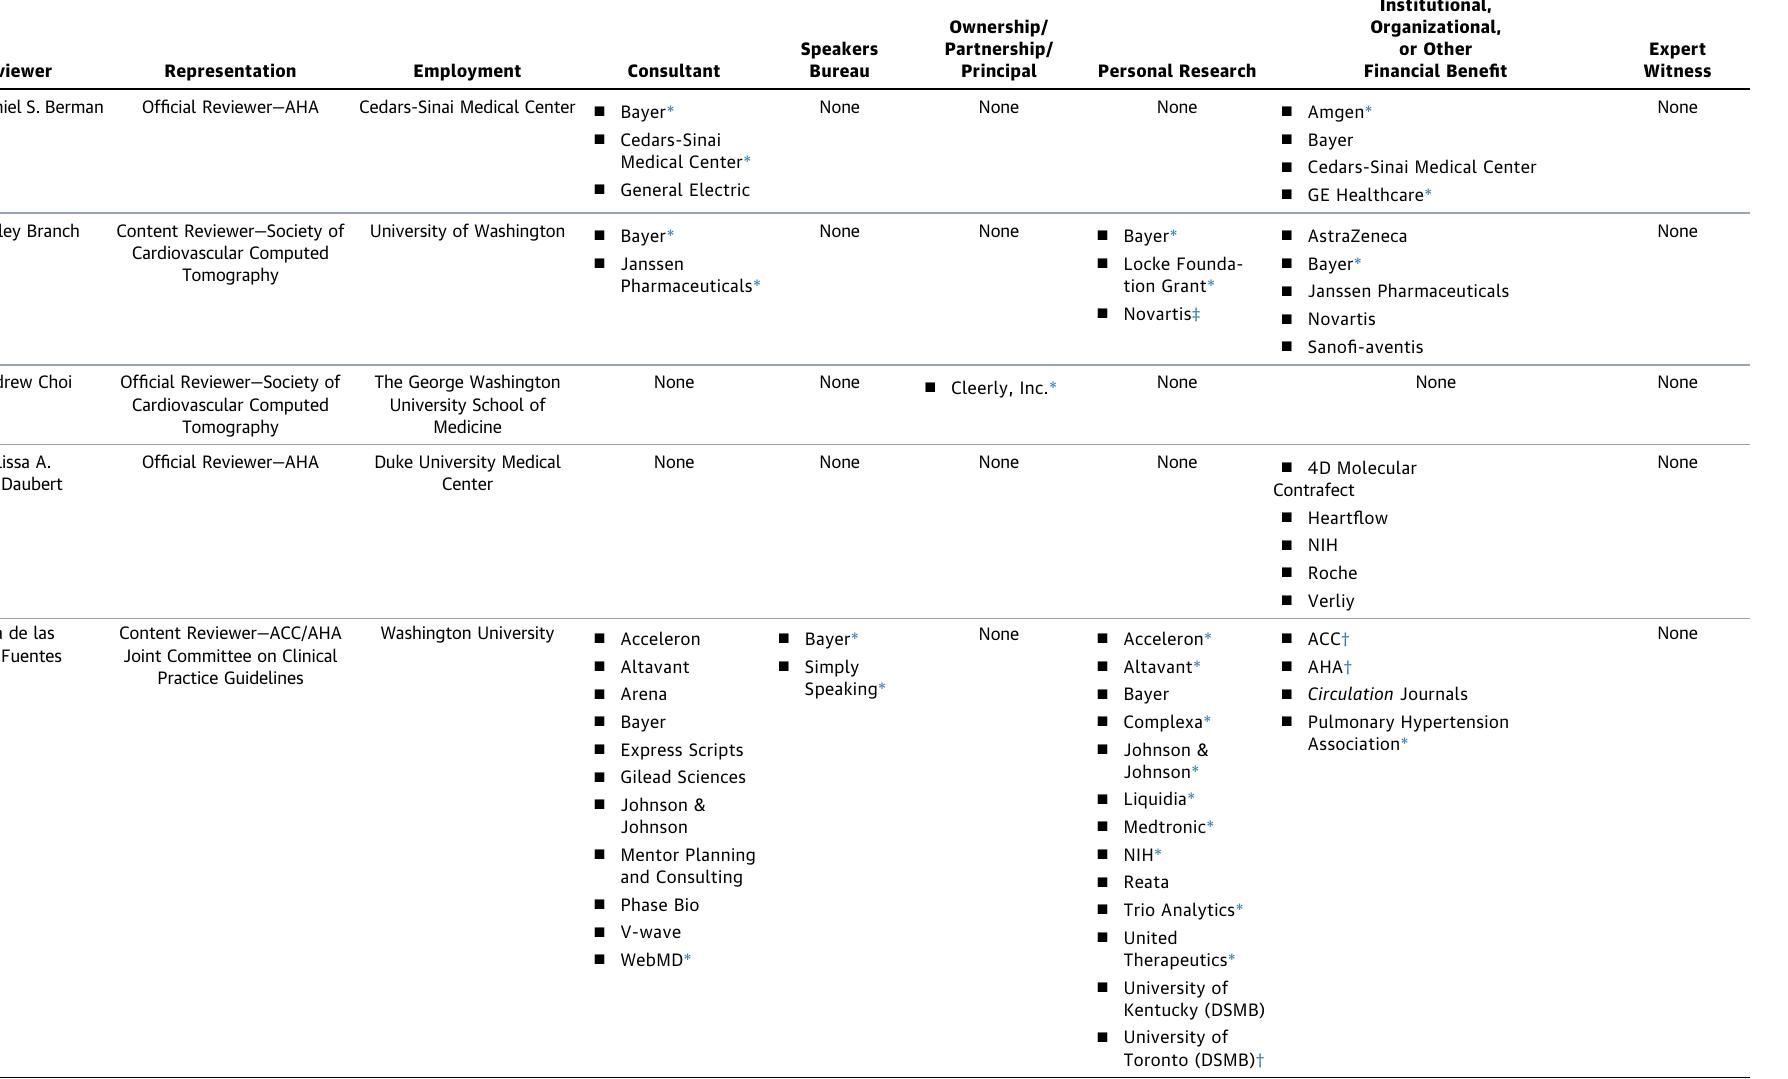 Institutional,
Ownership/ Organizational,
Speakers Partnership/ or Other Expert
viewer Representation Employment Consultant Bureau Principal Personal Research Financial Benefit Witness
niel S. Berman Official Reviewer—AHA Cedars-Sinai Medical Center ■ Bayer* None None None ■ Amgen* None
■ Cedars-Sinai ■ Bayer
Medical Center* ■ Cedars-Sinai Medical Center
■ General Electric ■ GE Healthcare*
ley Branch Content Reviewer—Society of University of Washington ■ Bayer* None None ■ Bayer* ■ AstraZeneca None
Cardiovascular Computed ■ Janssen ■ Locke Founda- ■ Bayer*
Tomography Pharmaceuticals* tion Grant* ■ Janssen Pharmaceuticals
■ Novartis‡ ■ Novartis
■ Sanofi-aventis
drew Choi Official Reviewer—Society of The George Washington None None ■ Cleerly, Inc.* None None None
Cardiovascular Computed University School of
Tomography Medicine
lissa A. Official Reviewer—AHA Duke University Medical None None None None ■ 4D Molecular None
Daubert Center Contrafect
■ Heartflow
■ NIH
■ Roche
■ Verliy
a de las Content Reviewer—ACC/AHA Washington University ■ Acceleron ■ Bayer* None ■ Acceleron* ■ ACC† None
Fuentes Joint Committee on Clinical ■ Altavant ■ Simply ■ Altavant* ■ AHA†
Practice Guidelines ■ Arena Speaking* ■ Bayer ■ Circulation Journals
■ Bayer ■ Complexa* ■ Pulmonary Hypertension
■ Express Scripts ■ Johnson & Association*
■ Gilead Sciences Johnson*
■ Johnson & ■ Liquidia*
Johnson ■ Medtronic*
■ Mentor Planning ■ NIH*
and Consulting ■ Reata
■ Phase Bio ■ Trio Analytics*
■ V-wave ■ United
■ WebMD* Therapeutics*
■ University of
Kentucky (DSMB)
■ University of
Toronto (DSMB)†